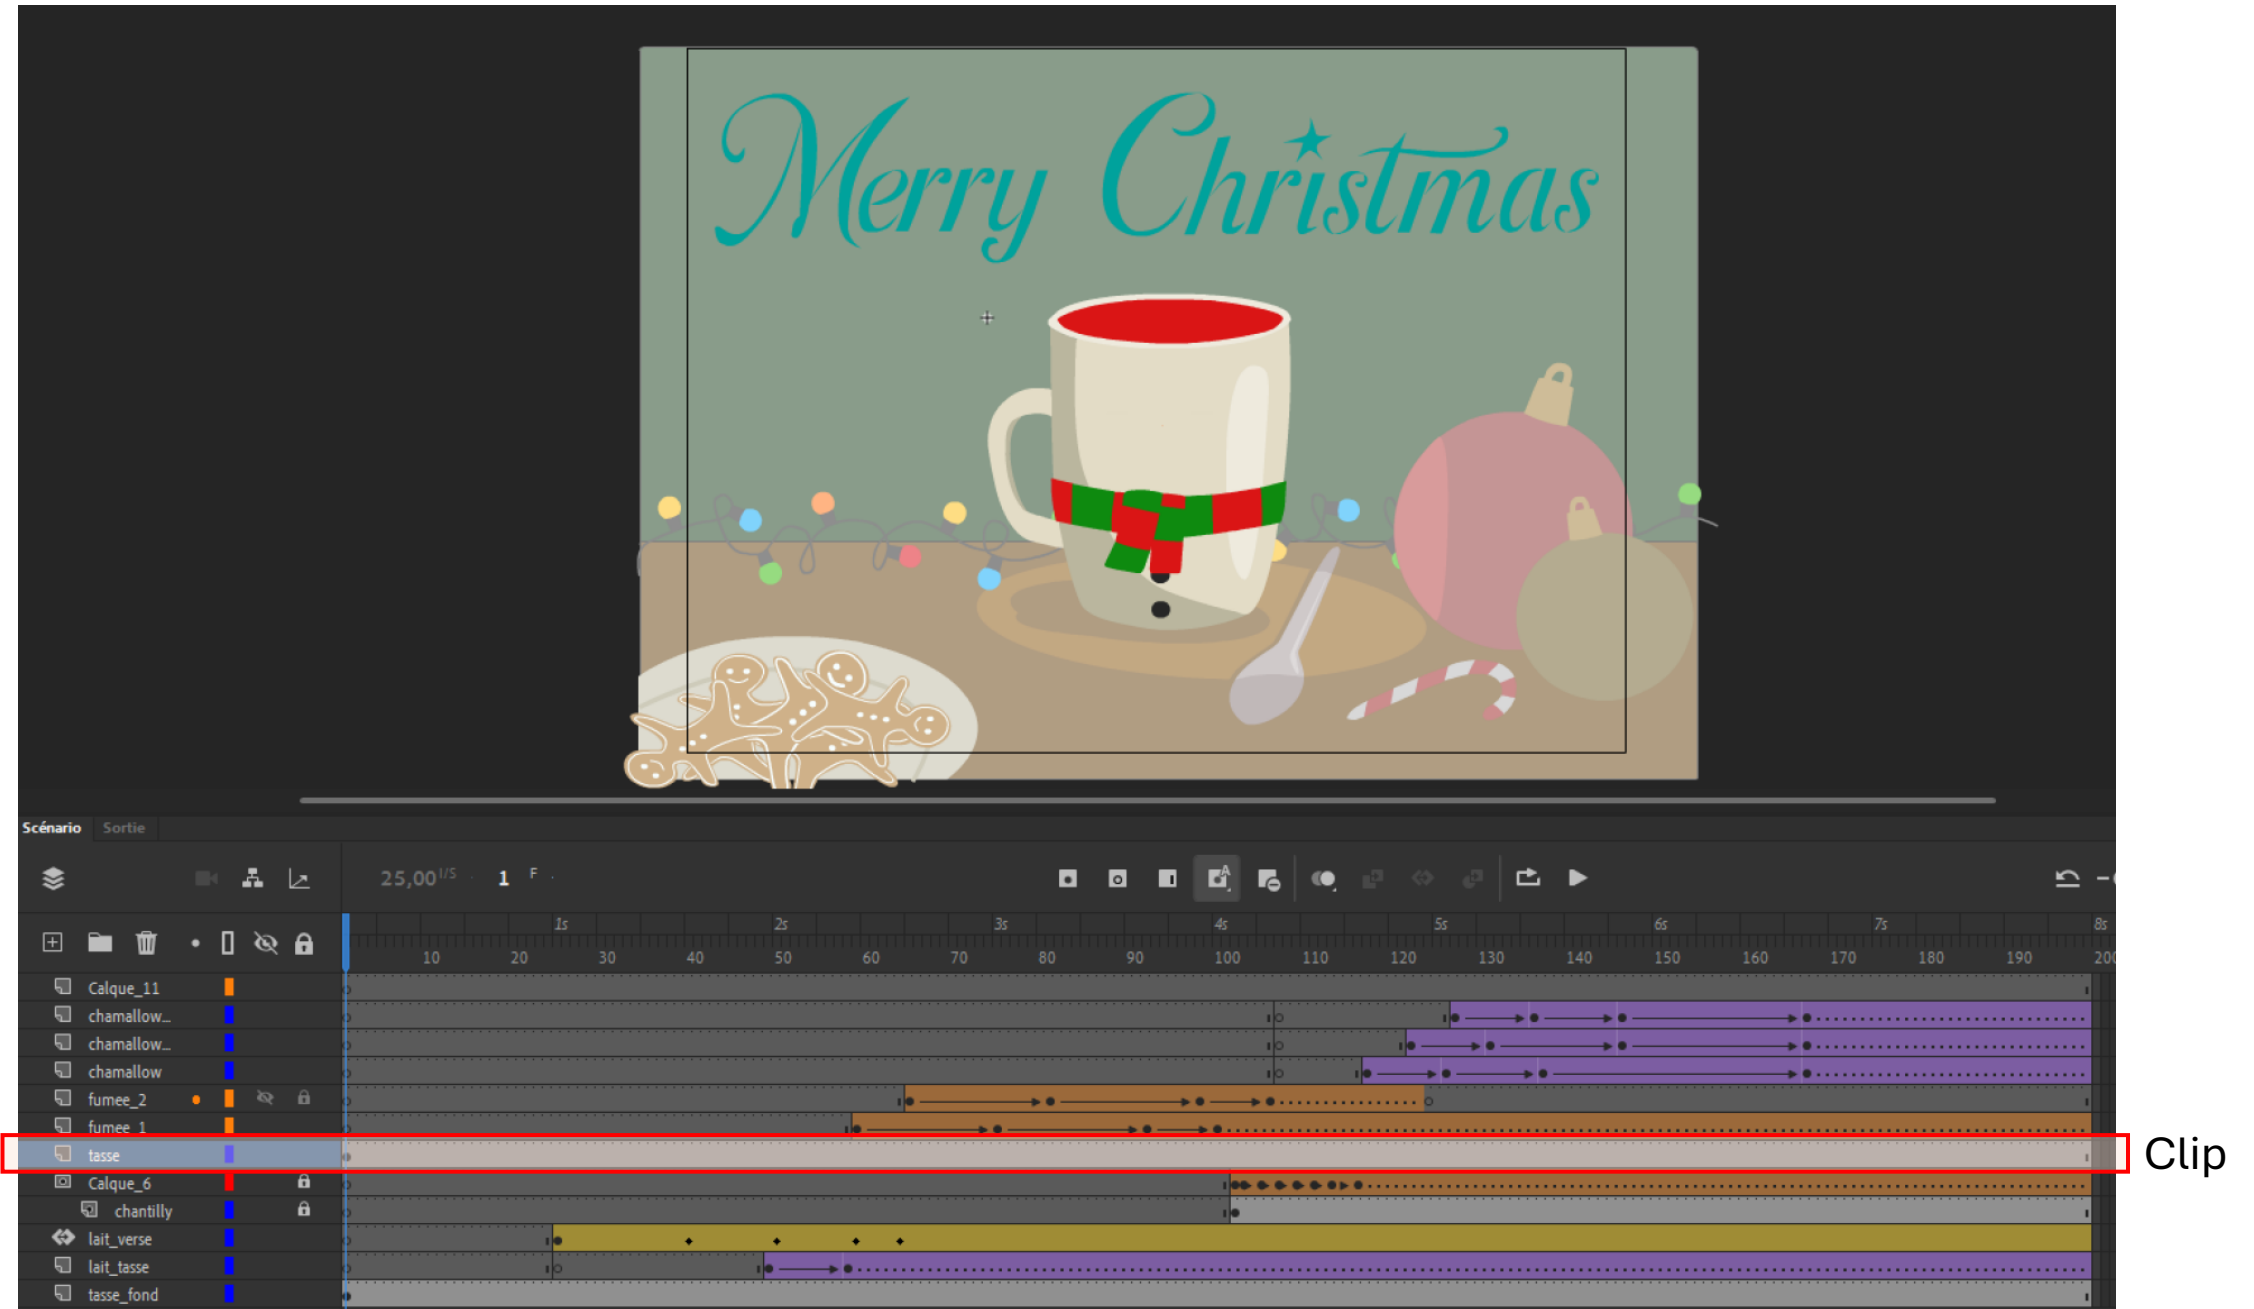 Merry Christmas
Scénario Sortie
25,00 I/S 1 F
1s 2s 3s 4s 5s 6s 7s 8s
10 20 30 40 50 60 70 80 90 100 110 120 130 140 150 160 170 180 190 200
Calque_11
chamallow...
chamallow...
chamallow
fumee_2
fumee_1
tasse
Clip
Calque_6
chantilly
lait_verse
lait_tasse
tasse_fond